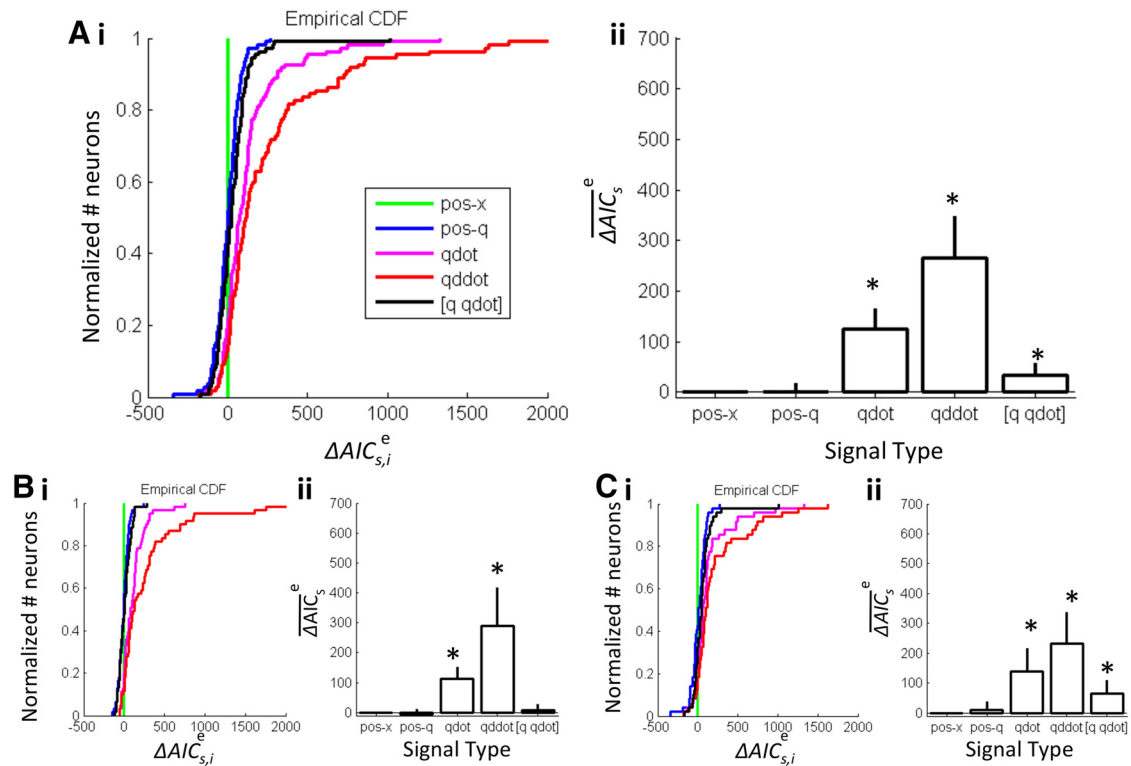 A i
Empirical CDF
Normalized # neurons
1
0.8
0.6
0.4
0.2
0
-500
0
500
1000
1500
2000
ΔAIC s,i e
pos-x
pos-q
qdot
qddot
[q qdot]
ii
ΔAIC s e
700
600
500
400
300
200
100
0
*
*
*
pos-x
pos-q
qdot
qddot
[q qdot]
Signal Type
B i
Empirical CDF
Normalized # neurons
1
0.8
0.6
0.4
0.2
0
-500
0
500
1000
1500
2000
ΔAIC s,i e
ii
ΔAIC s e
700
600
500
400
300
200
100
0
*
*
pos-x
pos-q
qdot
qddot
[q qdot]
Signal Type
C i
Empirical CDF
Normalized # neurons
1
0.8
0.6
0.4
0.2
0
-500
0
500
1000
1500
2000
ΔAIC s,i e
ii
ΔAIC s e
700
600
500
400
300
200
100
0
*
*
*
pos-x
pos-q
qdot
qddot
[q qdot]
Signal Type